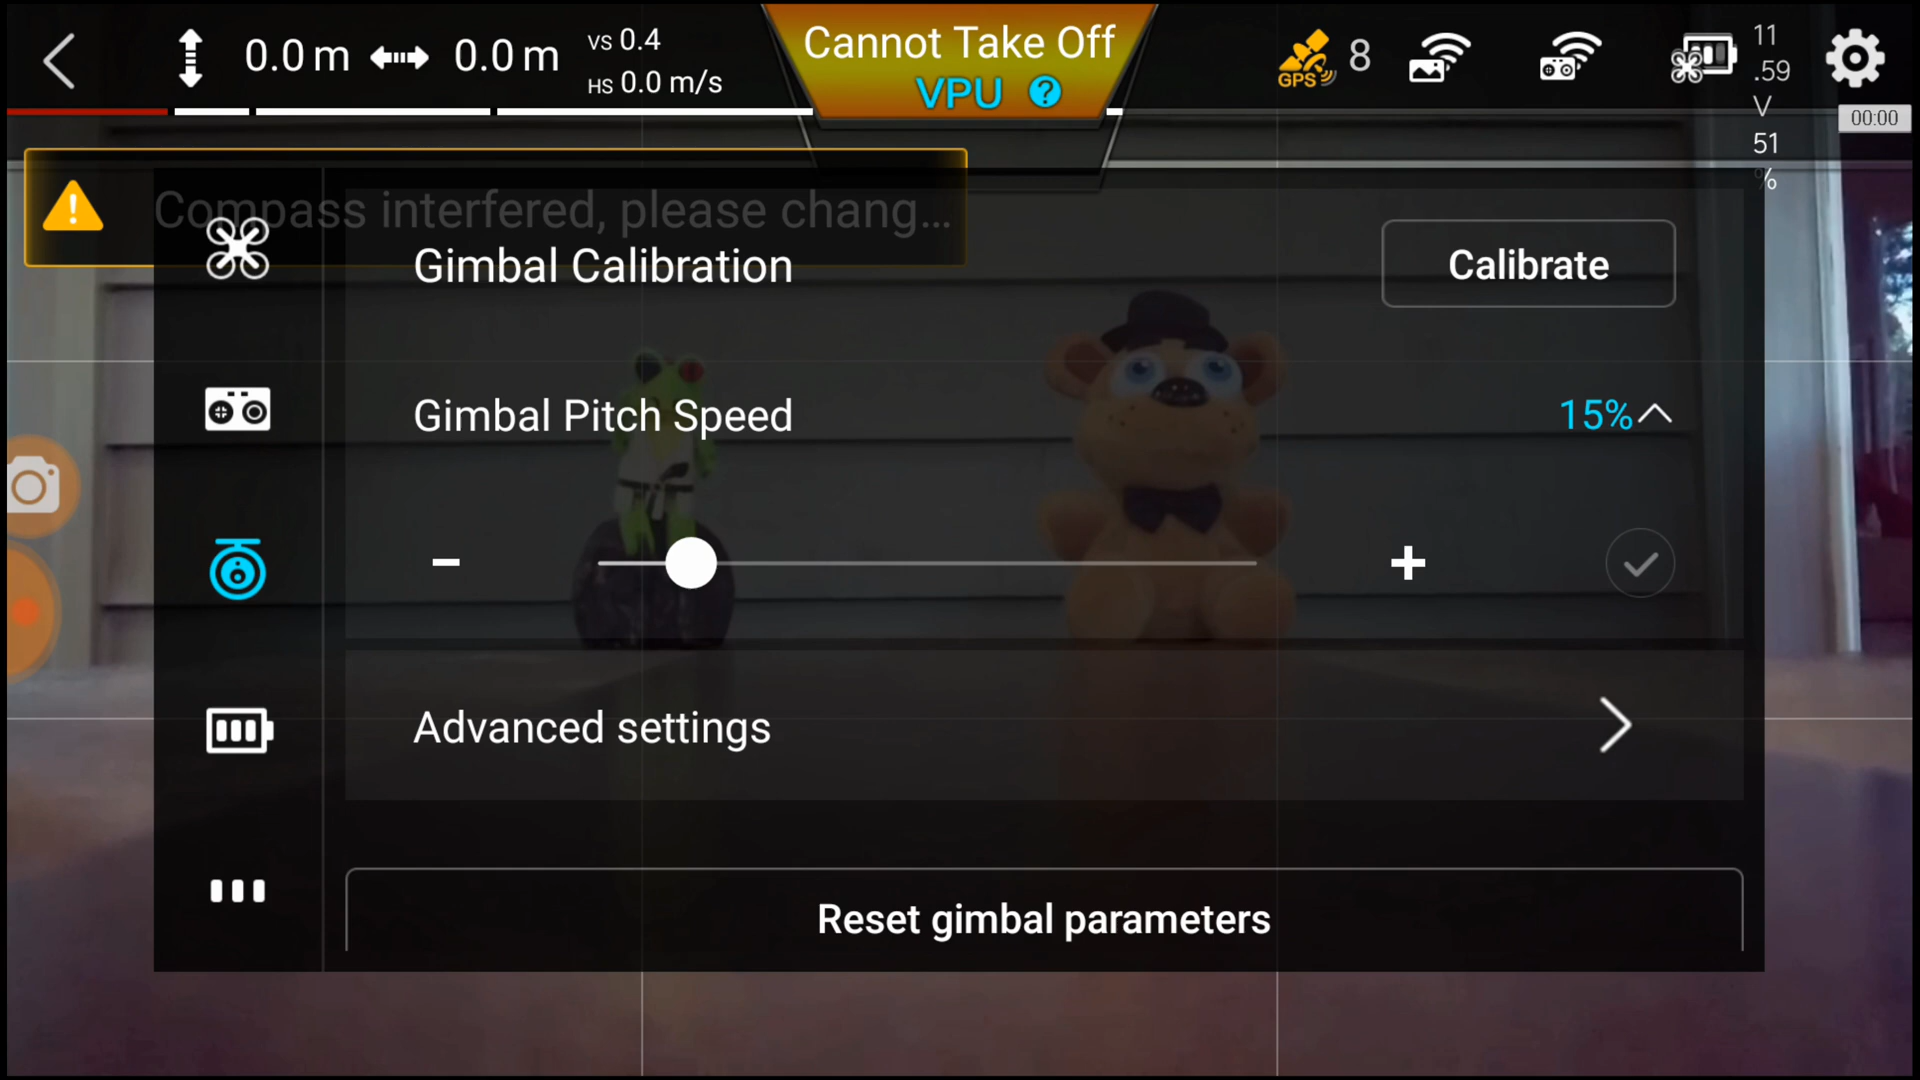 0.0 m
0.0 m
VS 0.4
HS 0.0 m/s
Cannot Take Off
VPU ?
GPS 8
11
.59
V
51
%
00:00
Compass interfered, please chang...
Gimbal Calibration
Calibrate
Gimbal Pitch Speed
15%
Advanced settings
Reset gimbal parameters